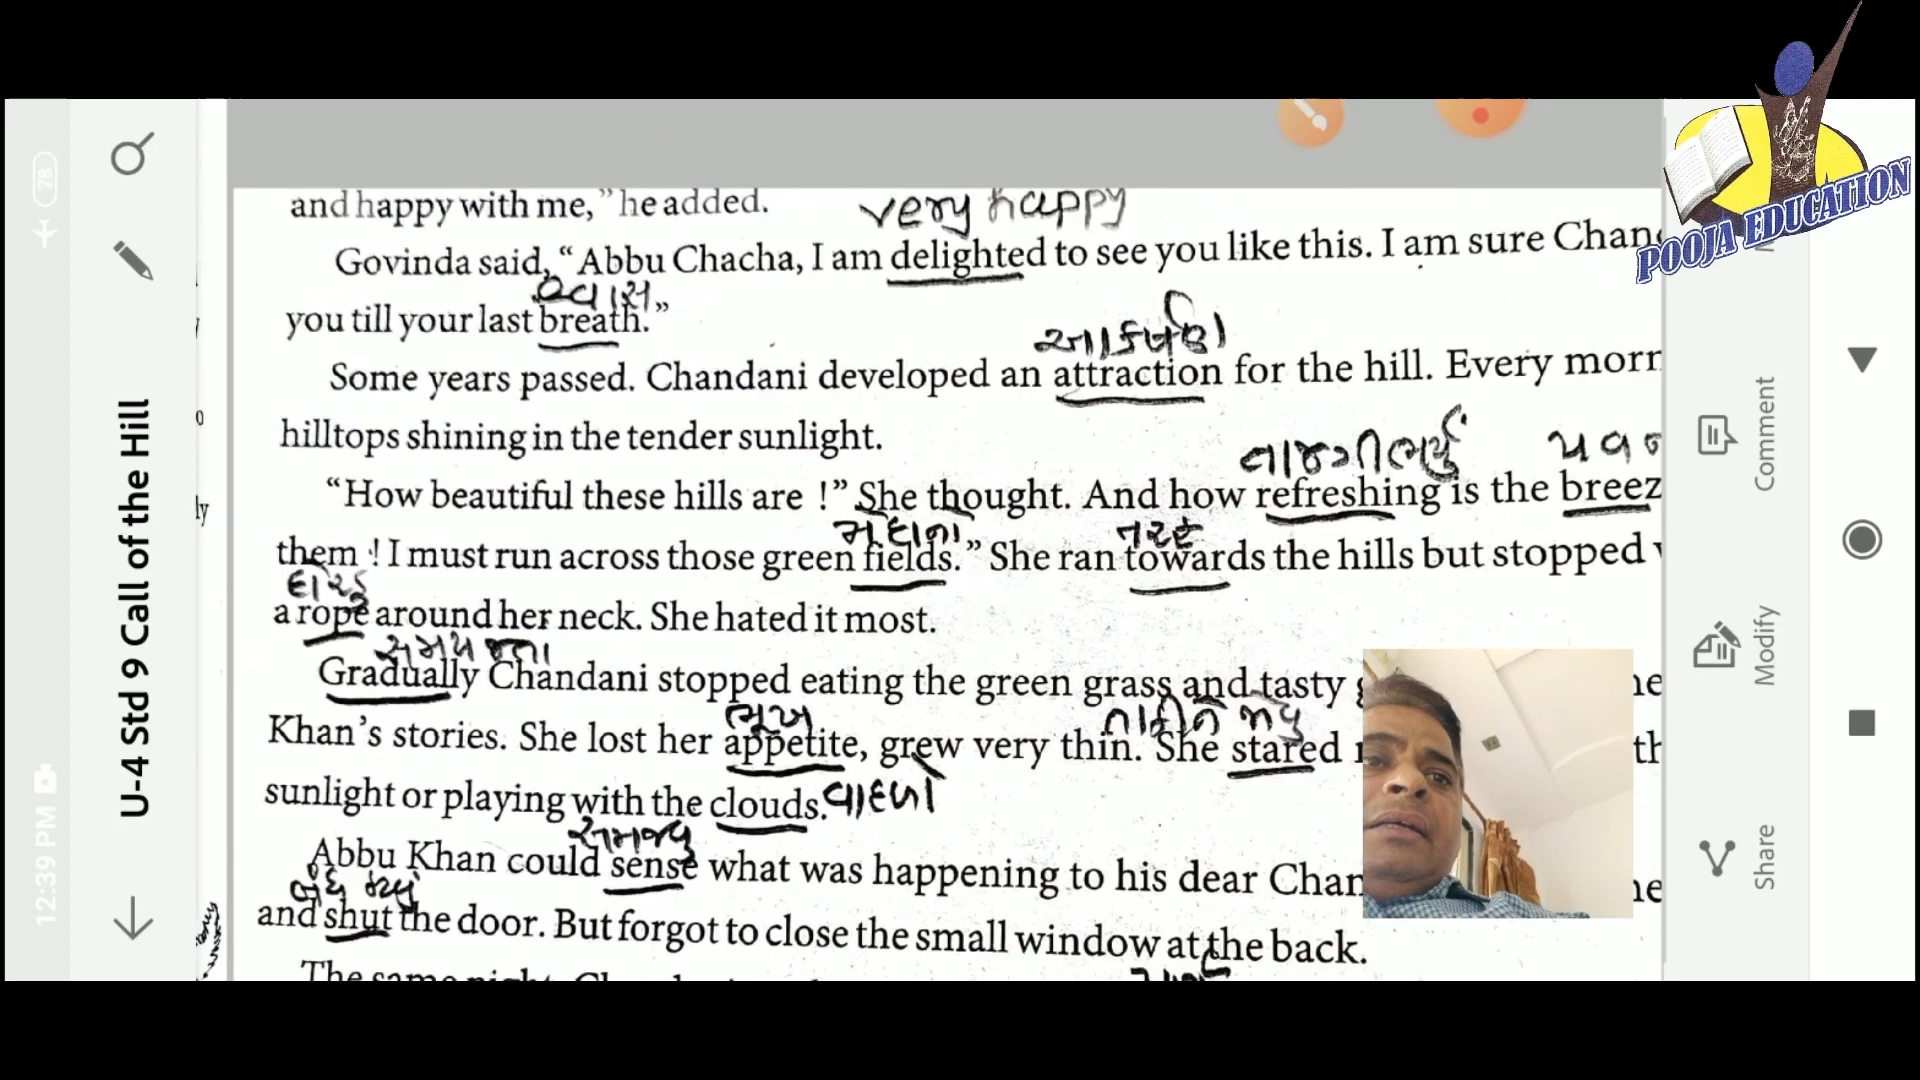 POOJA EDUCATION
78
12:39 PM
U-4 Std 9 Call of the Hill
and happy with me,” he added.
very happy
Govinda said, “Abbu Chacha, I am delighted to see you like this. I am sure Chan
શ્વાસ
you till your last breath.”
આકર્ષણ
Some years passed. Chandani developed an attraction for the hill. Every morn
hilltops shining in the tender sunlight.
તાજગીભર્યુ પવન
“How beautiful these hills are !” She thought. And how refreshing is the breez
મેદાનો તરફ
them ! I must run across those green fields.” She ran towards the hills but stopped
દોરડુ
a rope around her neck. She hated it most.
સમય જતા
Gradually Chandani stopped eating the green grass and tasty
ભુખ તાકીને જોવુ
Khan’s stories. She lost her appetite, grew very thin. She stared
sunlight or playing with the clouds. વાદળો
સમજવુ
Abbu Khan could sense what was happening to his dear Chan
બંધ કર્યું
and shut the door. But forgot to close the small window at the back.
The same night
Comment
Modify
Share